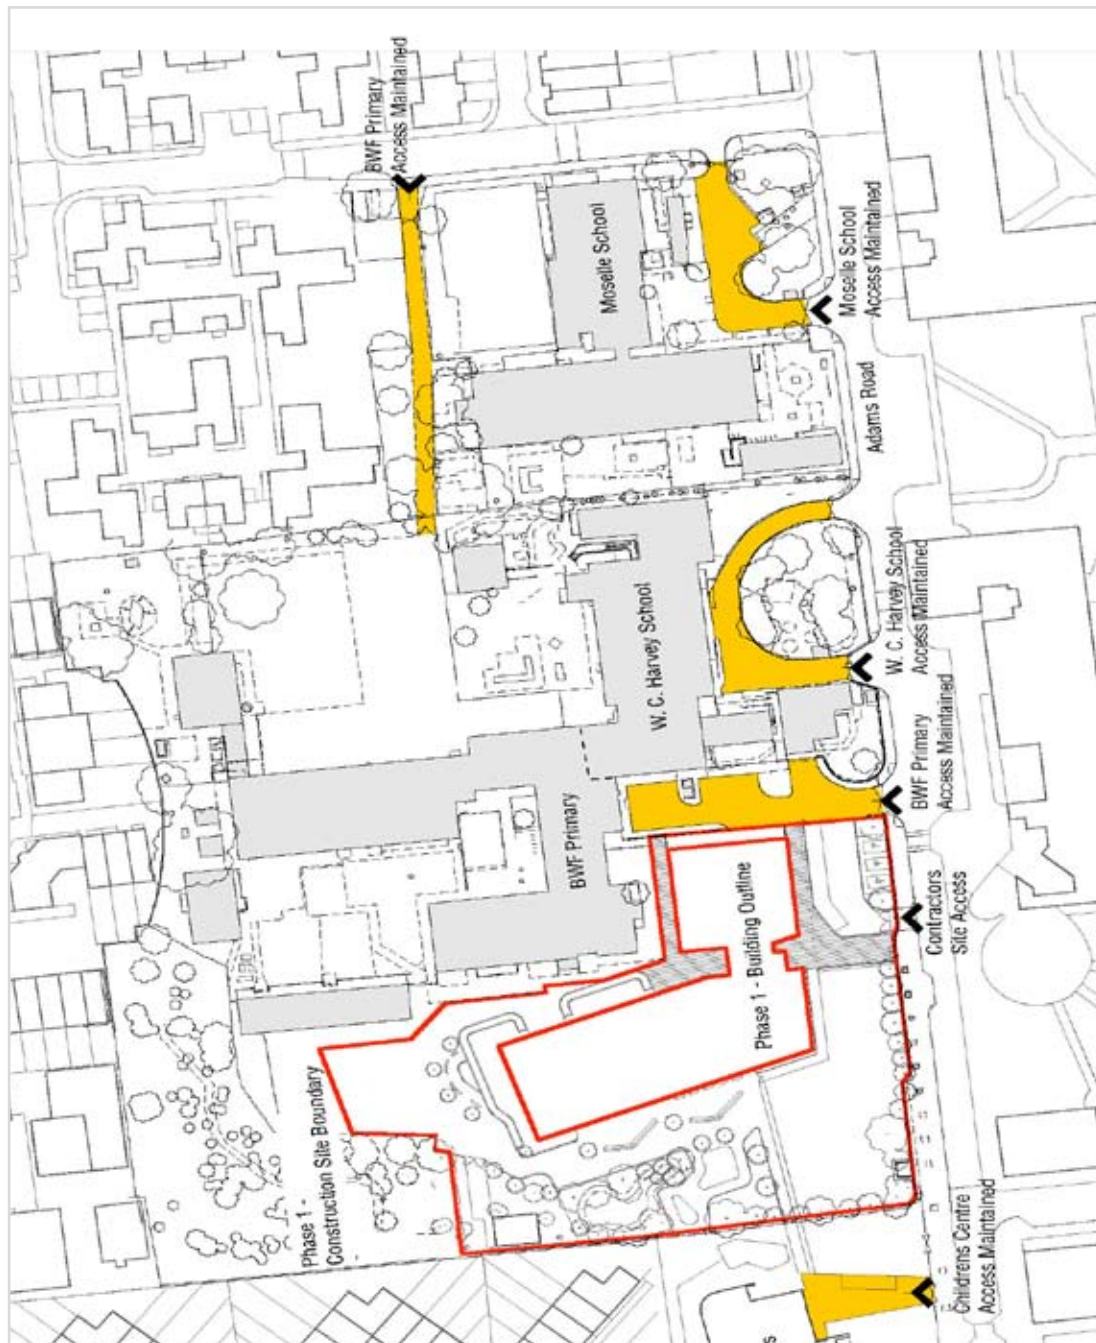 BWF Primary
Access Maintained
Moselle School
Moselle School
Access Maintained
Adams Road
W. C. Harvey School
W. C. Harvey School
Access Maintained
BWF Primary
BWF Primary
Access Maintained
Phase 1 - Building Outline
Contractors
Site Access
Phase 1 -
Construction Site Boundary
Childrens Centre
Access Maintained